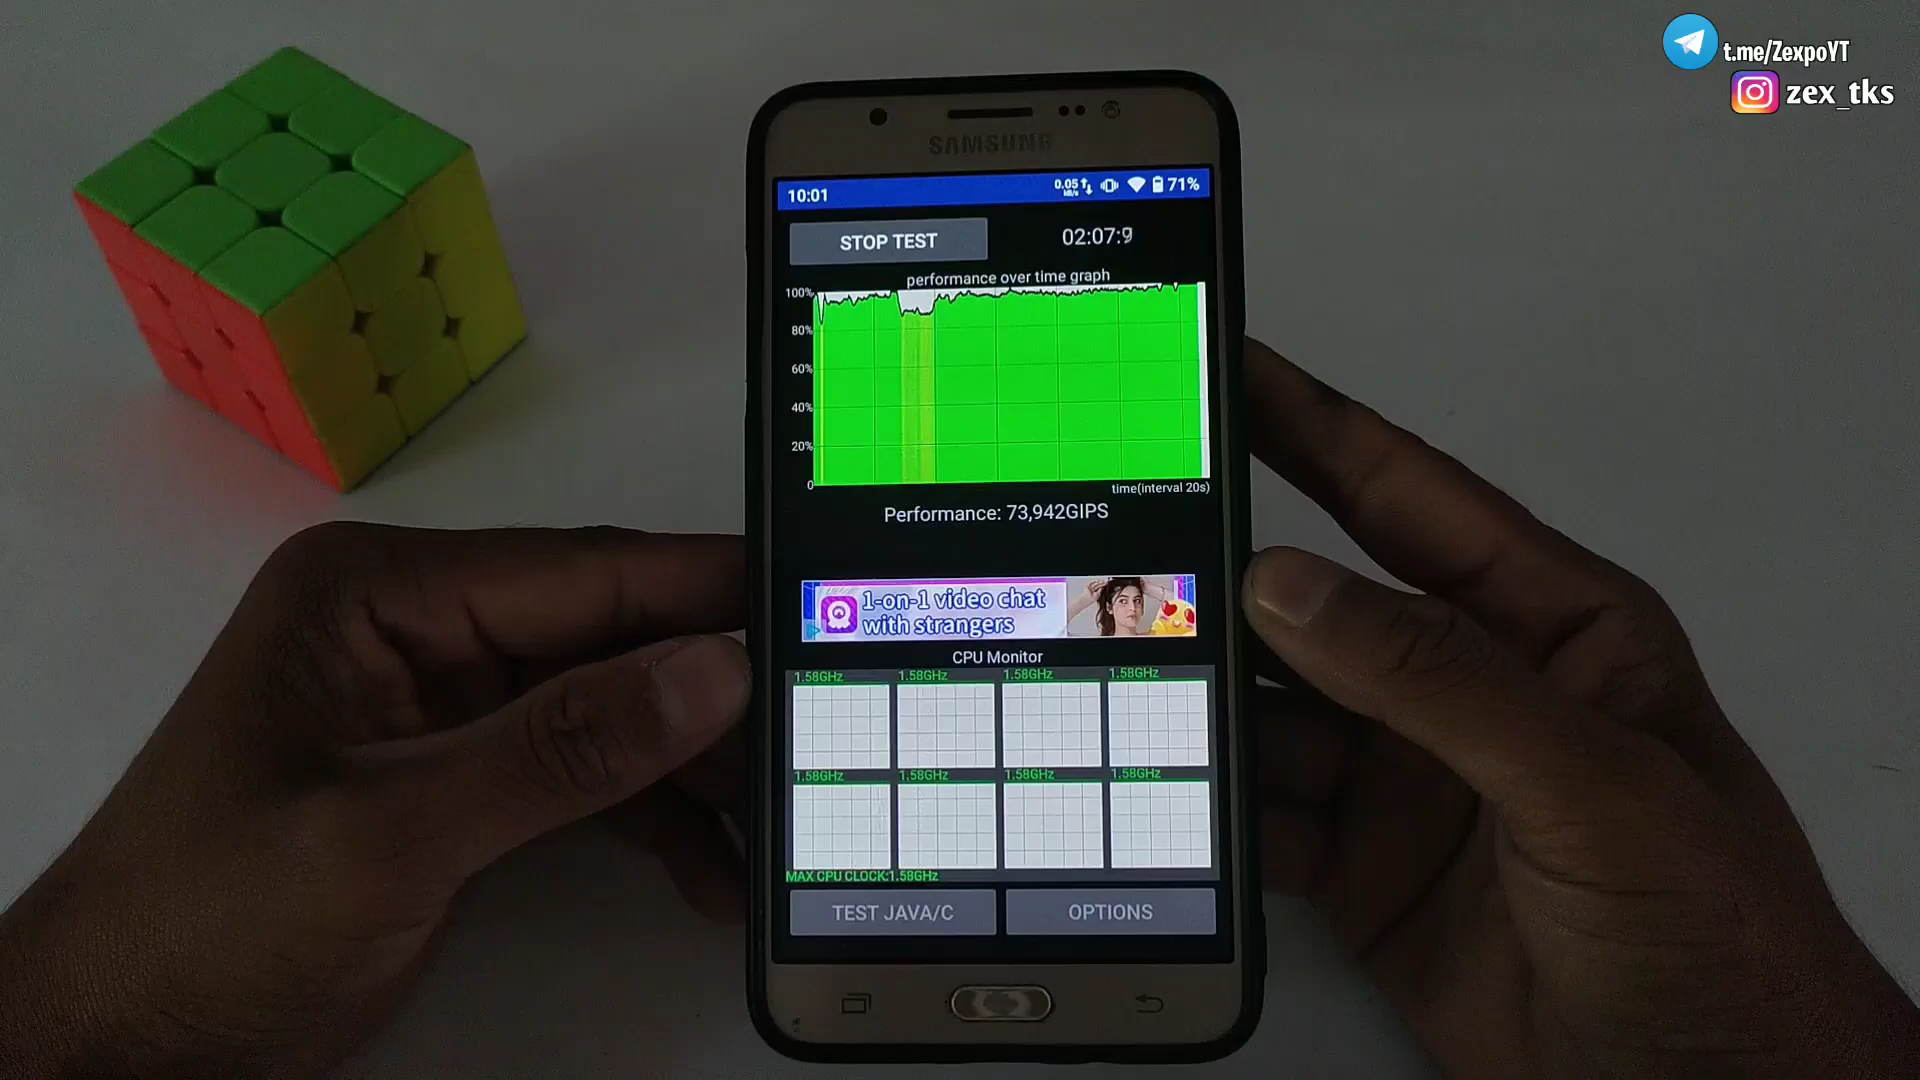 t.me/ZexpoYT
zex_tks
SAMSUNG
10:01
0.05
kB/s
71%
STOP TEST
02:07:9
performance over time graph
100%
80%
60%
40%
20%
0
time(interval 20s)
Performance: 73,942GIPS
1-on-1 video chat
with strangers
CPU Monitor
1.58GHz 1.58GHz 1.58GHz 1.58GHz
1.58GHz 1.58GHz 1.58GHz 1.58GHz
MAX CPU CLOCK:1.58GHz
TEST JAVA/C
OPTIONS